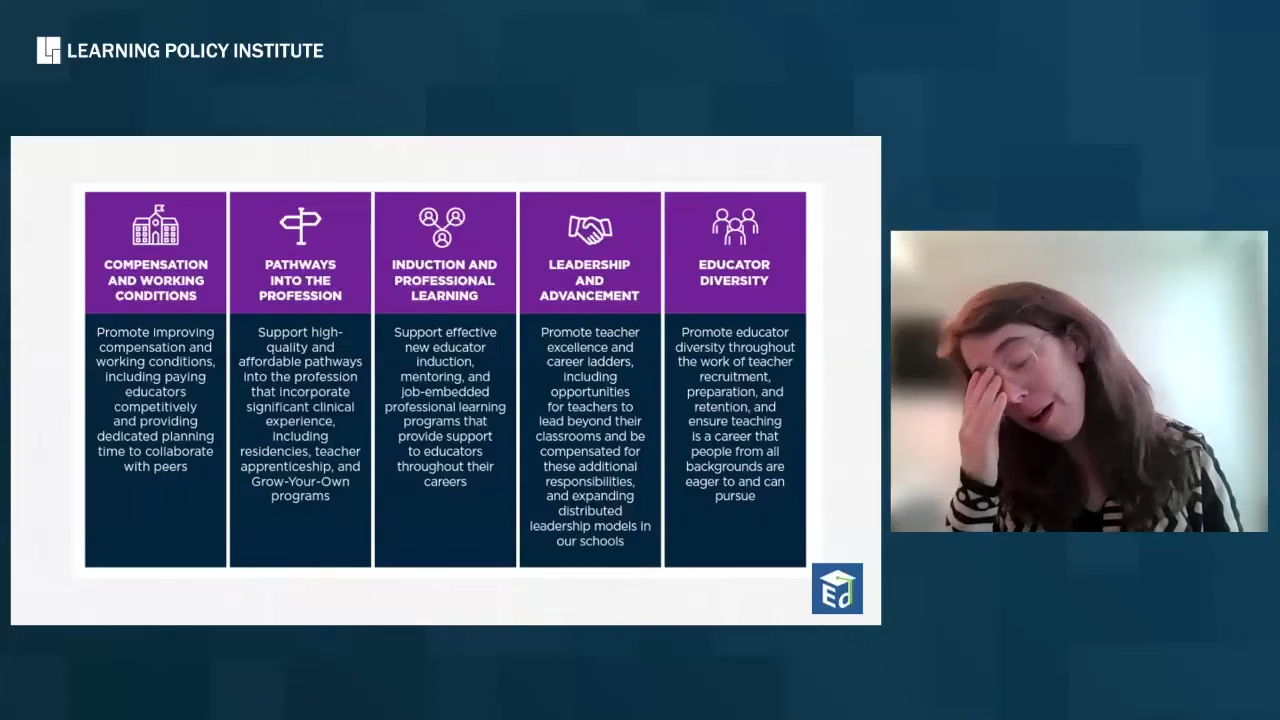 LEARNING POLICY INSTITUTE
COMPENSATION
AND WORKING
CONDITIONS
Promote improving
compensation and
working conditions,
including paying
educators
competitively
and providing
dedicated planning
time to collaborate
with peers
PATHWAYS
INTO THE
PROFESSION
Support high-
quality and
affordable pathways
into the profession
that incorporate
significant clinical
experience,
including
residencies, teacher
apprenticeship, and
Grow-Your-Own
programs
INDUCTION AND
PROFESSIONAL
LEARNING
Support effective
new educator
induction,
mentoring, and
job-embedded
professional learning
programs that
provide support
to educators
throughout their
careers
LEADERSHIP
AND
ADVANCEMENT
Promote teacher
excellence and
career ladders,
including
opportunities
for teachers to
lead beyond their
classrooms and be
compensated for
these additional
responsibilities,
and expanding
distributed
leadership models in
our schools
EDUCATOR
DIVERSITY
Promote educator
diversity throughout
the work of teacher
recruitment,
preparation, and
retention, and
ensure teaching
is a career that
people from all
backgrounds are
eager to and can
pursue
Ed